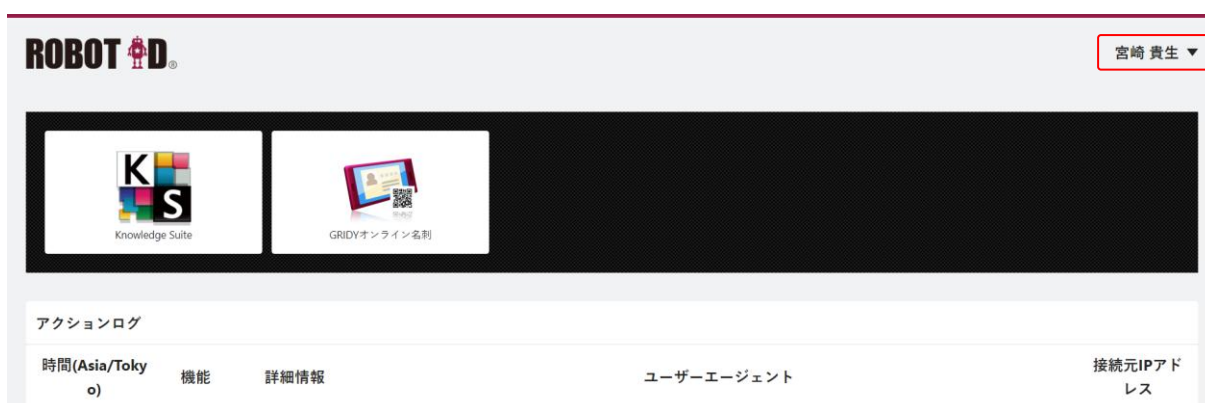 ROBOT ID®
宮崎 貴生 ▼
K
S
Knowledge Suite
GRIDYオンライン名刺
アクションログ
時間(Asia/Toky
o)
機能
詳細情報
ユーザーエージェント
接続元IPアド
レス